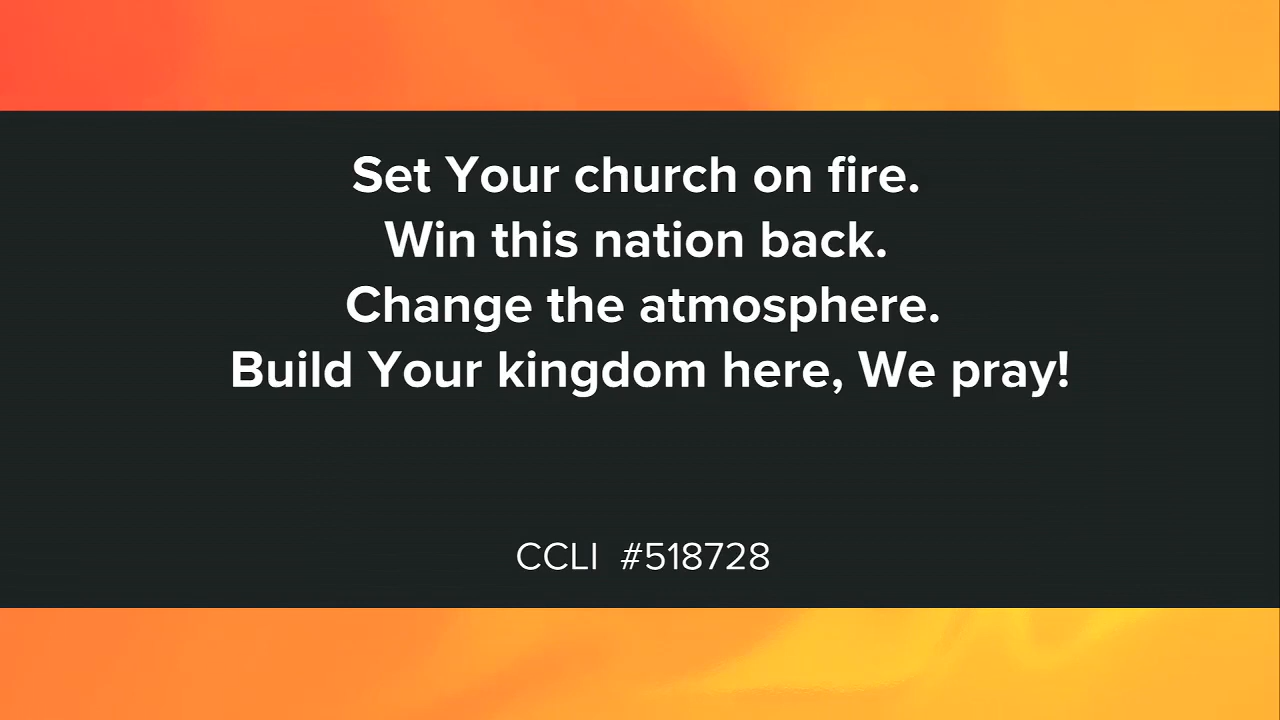 Set Your church on fire.
Win this nation back.
Change the atmosphere.
Build Your kingdom here, We pray!
CCLI #518728